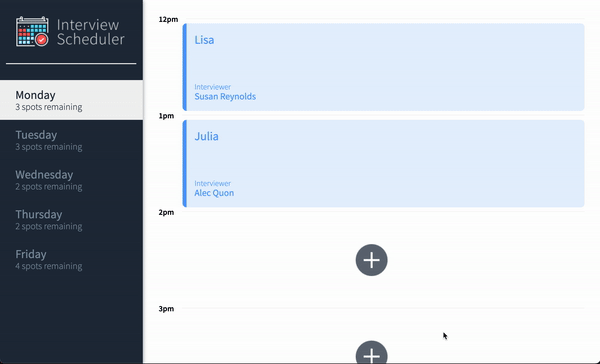 Interview
Scheduler
Monday
3 spots remaining
Tuesday
3 spots remaining
Wednesday
2 spots remaining
Thursday
2 spots remaining
Friday
4 spots remaining
12pm
Lisa
Interviewer
Susan Reynolds
1pm
Julia
Interviewer
Alec Quon
2pm
3pm